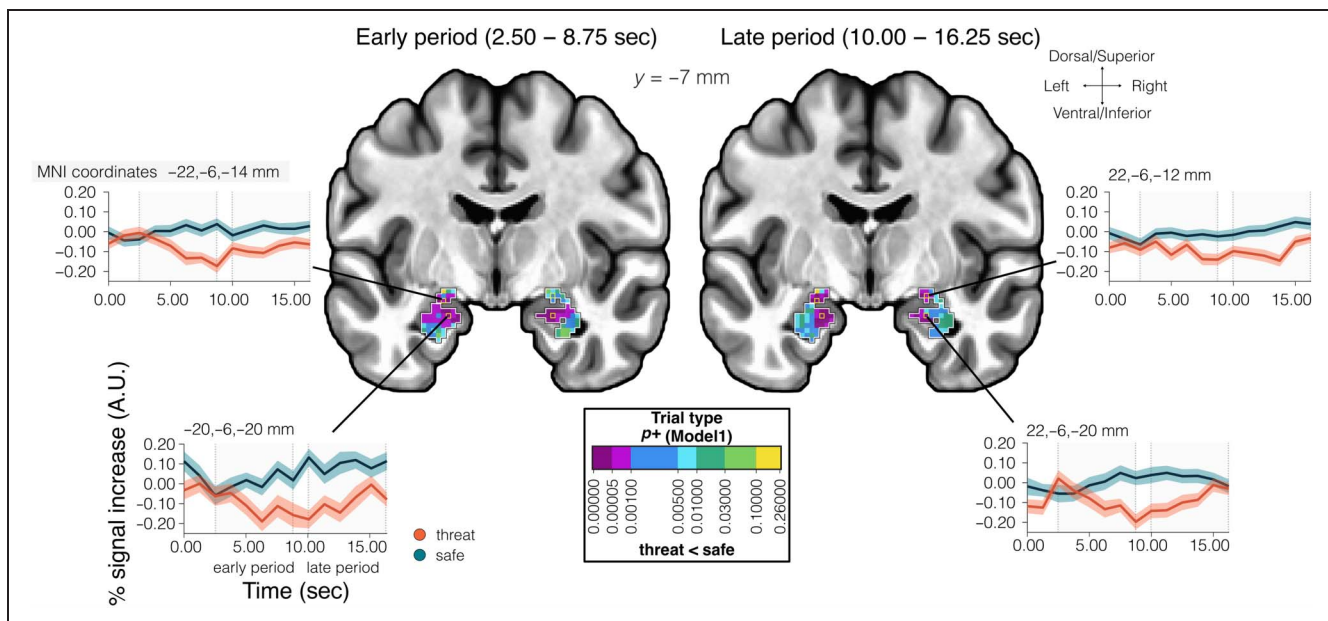 Early period (2.50 – 8.75 sec)
Late period (10.00 – 16.25 sec)
y = –7 mm
Dorsal/Superior
Left
Right
Ventral/Inferior
MNI coordinates –22,–6,–14 mm
0.20
0.10
0.00
–0.10
–0.20
0.00 5.00 10.00 15.00
22,–6,–12 mm
0.20
0.10
0.00
–0.10
–0.20
0.00 5.00 10.00 15.00
% signal increase (A.U.)
–20,–6,–20 mm
0.20
0.10
0.00
–0.10
–0.20
0.00 5.00 10.00 15.00
early period late period
Time (sec)
threat
safe
Trial type
p+ (Model1)
0.00000
0.00005
0.00100
0.00500
0.01000
0.03000
0.10000
0.26000
threat < safe
22,–6,–20 mm
0.20
0.10
0.00
–0.10
–0.20
0.00 5.00 10.00 15.00